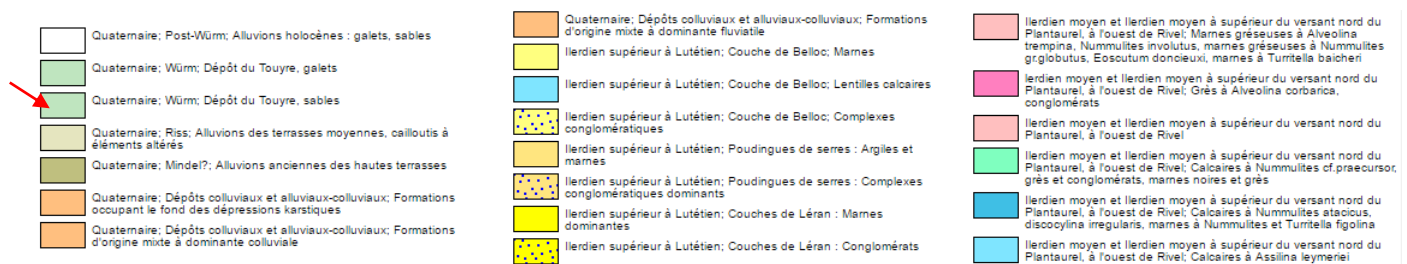 Quaternaire; Post-Würm; Alluvions holocènes : galets, sables
Quaternaire; Würm; Dépôt du Touyre, galets
Quaternaire; Würm; Dépôt du Touyre, sables
Quaternaire; Riss; Alluvions des terrasses moyennes, cailloutis à
éléments altérés
Quaternaire; Mindel?; Alluvions anciennes des hautes terrasses
Quaternaire; Dépôts colluviaux et alluviaux-colluviaux; Formations
occupant le fond des dépressions karstiques
Quaternaire; Dépôts colluviaux et alluviaux-colluviaux; Formations
d'origine mixte à dominante colluviale
Quaternaire; Dépôts colluviaux et alluviaux-colluviaux; Formations
d'origine mixte à dominante fluviatile
Ilerdien supérieur à Lutétien; Couche de Belloc; Marnes
Ilerdien supérieur à Lutétien; Couche de Belloc; Lentilles calcaires
Ilerdien supérieur à Lutétien; Couche de Belloc; Complexes
conglomératiques
Ilerdien supérieur à Lutétien; Poudingues de serres : Argiles et
marnes
Ilerdien supérieur à Lutétien; Poudingues de serres : Complexes
conglomératiques dominants
Ilerdien supérieur à Lutétien; Couches de Léran : Marnes
dominantes
Ilerdien supérieur à Lutétien; Couches de Léran : Conglomérats
Ilerdien moyen et Ilerdien moyen à supérieur du versant nord du
Plantaurel, à l'ouest de Rivel; Marnes gréseuses à Alveolina
trempina, Nummulites involutus, marnes gréseuses à Nummulites
gr.globutus, Eoscutum doncieuxi, marnes à Turritella baicheri
lerdien moyen et Ilerdien moyen à supérieur du versant nord du
Plantaurel, à l'ouest de Rivel; Grès à Alveolina corbarica,
conglomérats
Ilerdien moyen et Ilerdien moyen à supérieur du versant nord du
Plantaurel, à l'ouest de Rivel
Ilerdien moyen et Ilerdien moyen à supérieur du versant nord du
Plantaurel, à l'ouest de Rivel; Calcaires à Nummulites cf.praecursor,
grès et conglomérats, marnes noires et grès
Ilerdien moyen et Ilerdien moyen à supérieur du versant nord du
Plantaurel, à l'ouest de Rivel; Calcaires à Nummulites atacicus,
discocylina irregularis, marnes à Nummulites et Turritella figolina
Ilerdien moyen et Ilerdien moyen à supérieur du versant nord du
Plantaurel, à l'ouest de Rivel; Calcaires à Assilina leymeriei